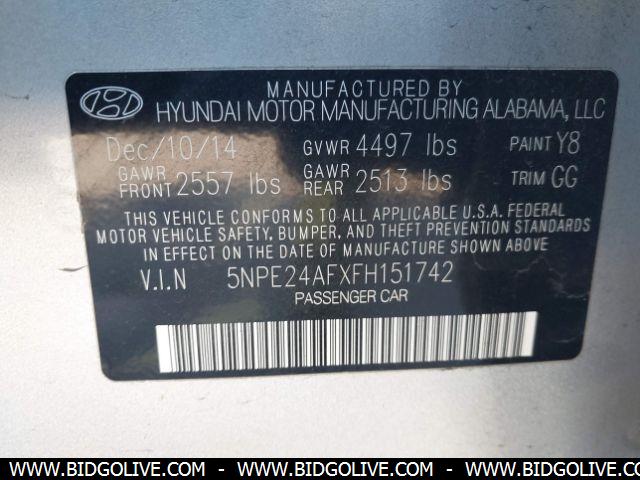 MANUFACTURED BY
HYUNDAI MOTOR MANUFACTURING ALABAMA, LLC
Dec/10/14 GVWR 4497 lbs PAINT Y8
GAWR FRONT 2557 lbs GAWR REAR 2513 lbs TRIM GG
THIS VEHICLE CONFORMS TO ALL APPLICABLE U.S.A. FEDERAL
MOTOR VEHICLE SAFETY, BUMPER, AND THEFT PREVENTION
STANDARDS IN EFFECT ON THE DATE OF MANUFACTURE SHOWN ABOVE.
V.I.N 5NPE24AFXFH151742
PASSENGER CAR
WWW.BIDGOLIVE.COM - WWW.BIDGOLIVE.COM - WWW.BIDGOLIVE.COM